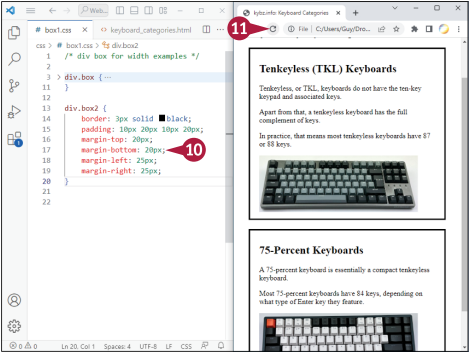 Web...
box1.css
keyboard_categories.html
css > # box1.css > div.box2
1 /* div box for width examples */
2
3 > div.box { ...
11 }
12
13 div.box2 {
14 border: 3px solid black;
15 padding: 10px 20px 10px 20px;
16 margin-top: 20px;
17 margin-bottom: 20px;
18 margin-left: 25px;
19 margin-right: 25px;
20 }
21
22
10
0 0 Ln 20, Col 1 Spaces: 4 UTF-8 LF CSS
kybz.info Keyboard Categories
11
File C:/Users/Guy/Dro...
Tenkeyless (TKL) Keyboards
Tenkeyless, or TKL, keyboards do not have the ten-key
keypad and associated keys.
Apart from that, a tenkeyless keyboard has the full
complement of keys.
In practice, that means most tenkeyless keyboards have 87
or 88 keys.
75-Percent Keyboards
A 75-percent keyboard is essentially a compact tenkeyless
keyboard.
Most 75-percent keyboards have 84 keys, depending on
what type of Enter key they feature.